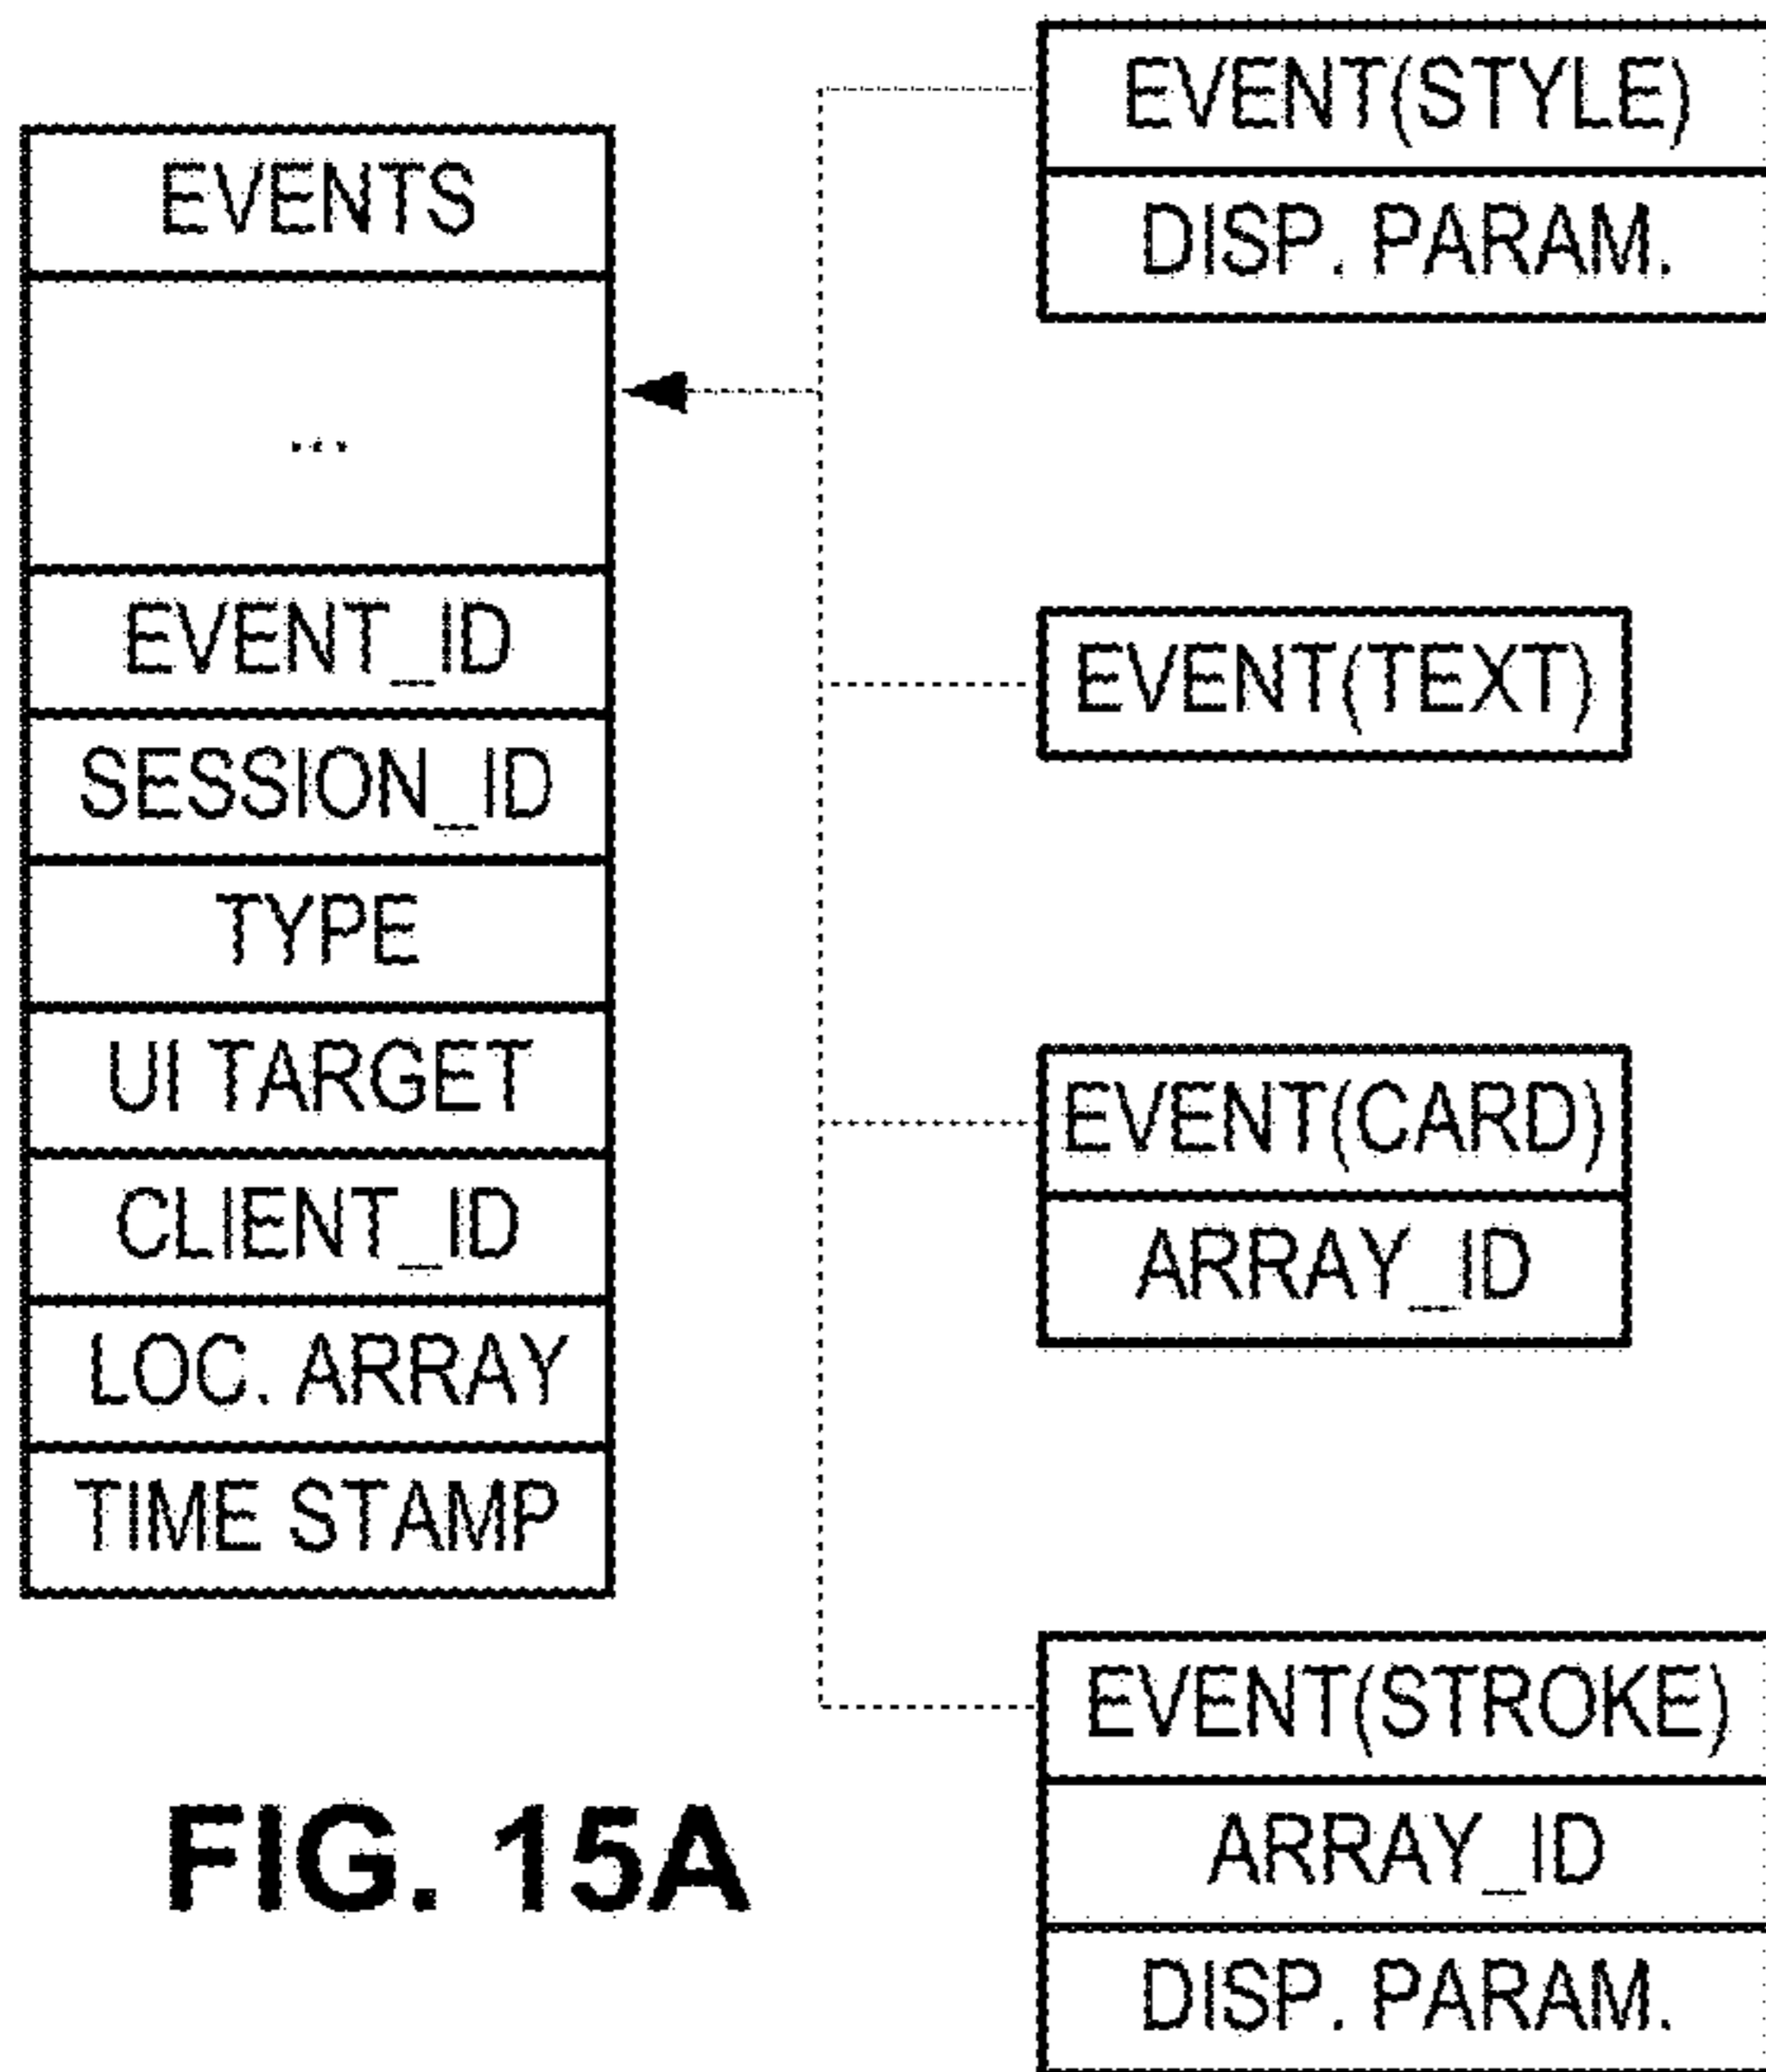 EVENTS
...
EVENT_ID
SESSION_ID
TYPE
UI TARGET
CLIENT_ID
LOC. ARRAY
TIME STAMP
EVENT(STYLE)
DISP. PARAM.
EVENT(TEXT)
EVENT(CARD)
ARRAY_ID
EVENT(STROKE)
ARRAY_ID
DISP. PARAM.
FIG. 15A